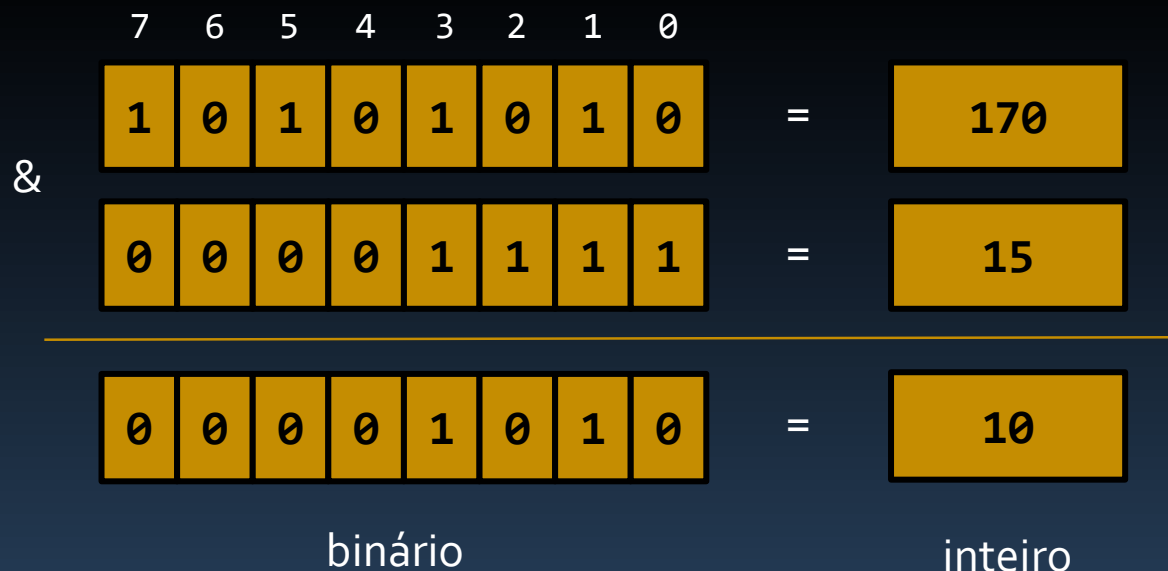 7 6 5 4 3 2 1 0
1 0 1 0 1 0 1 0 = 170
&
0 0 0 0 1 1 1 1 = 15
0 0 0 0 1 0 1 0 = 10
binário inteiro